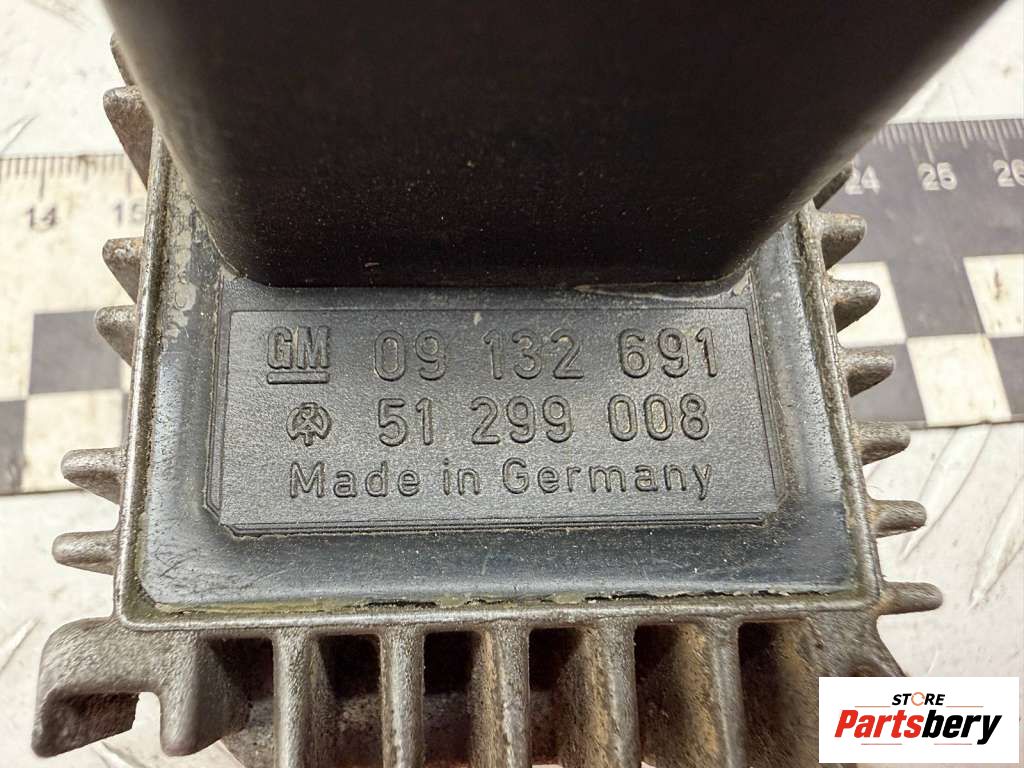 14 15 24 25 26
GM 09 132 691
51 299 008
Made in Germany
STORE
Partsbery